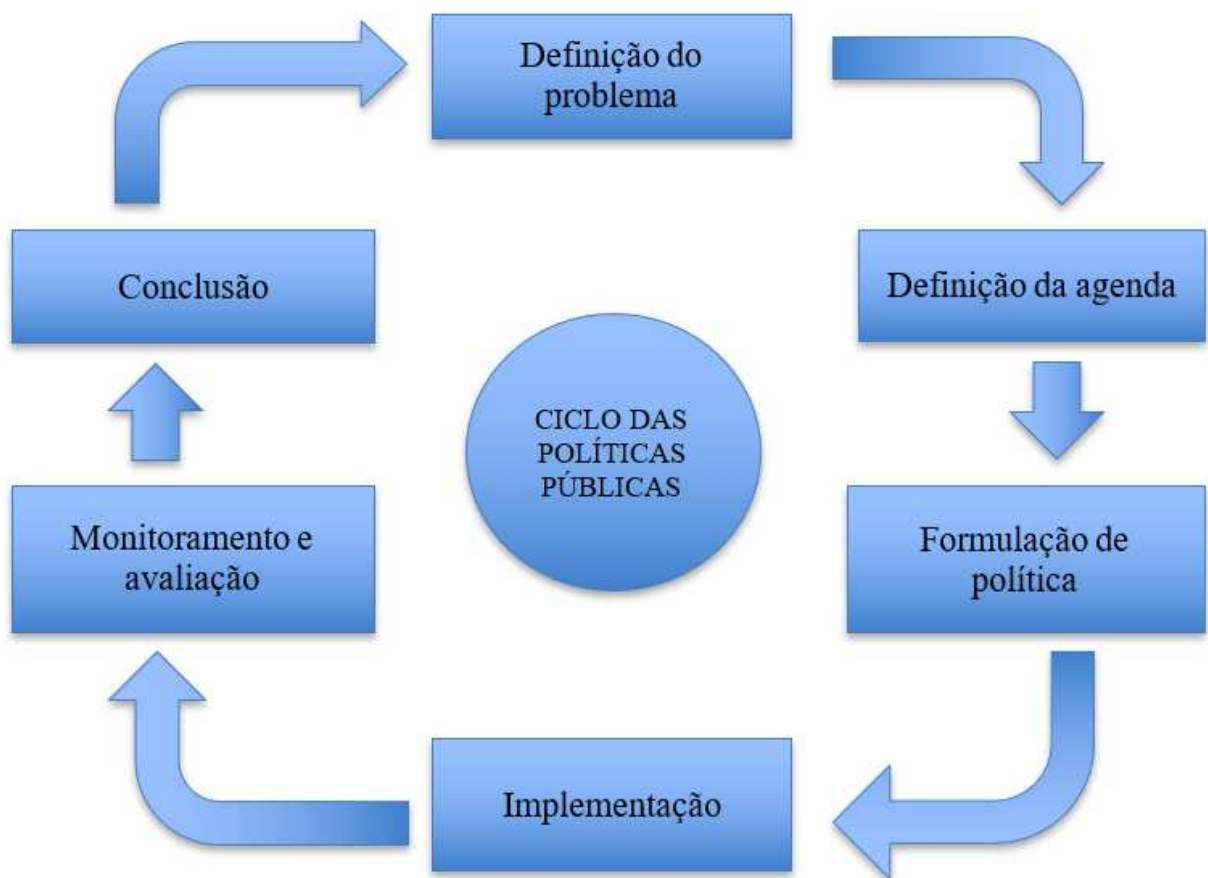 Definição do
problema
Definição da agenda
Formulação de
política
Implementação
Monitoramento e
avaliação
Conclusão
CICLO DAS
POLÍTICAS
PÚBLICAS